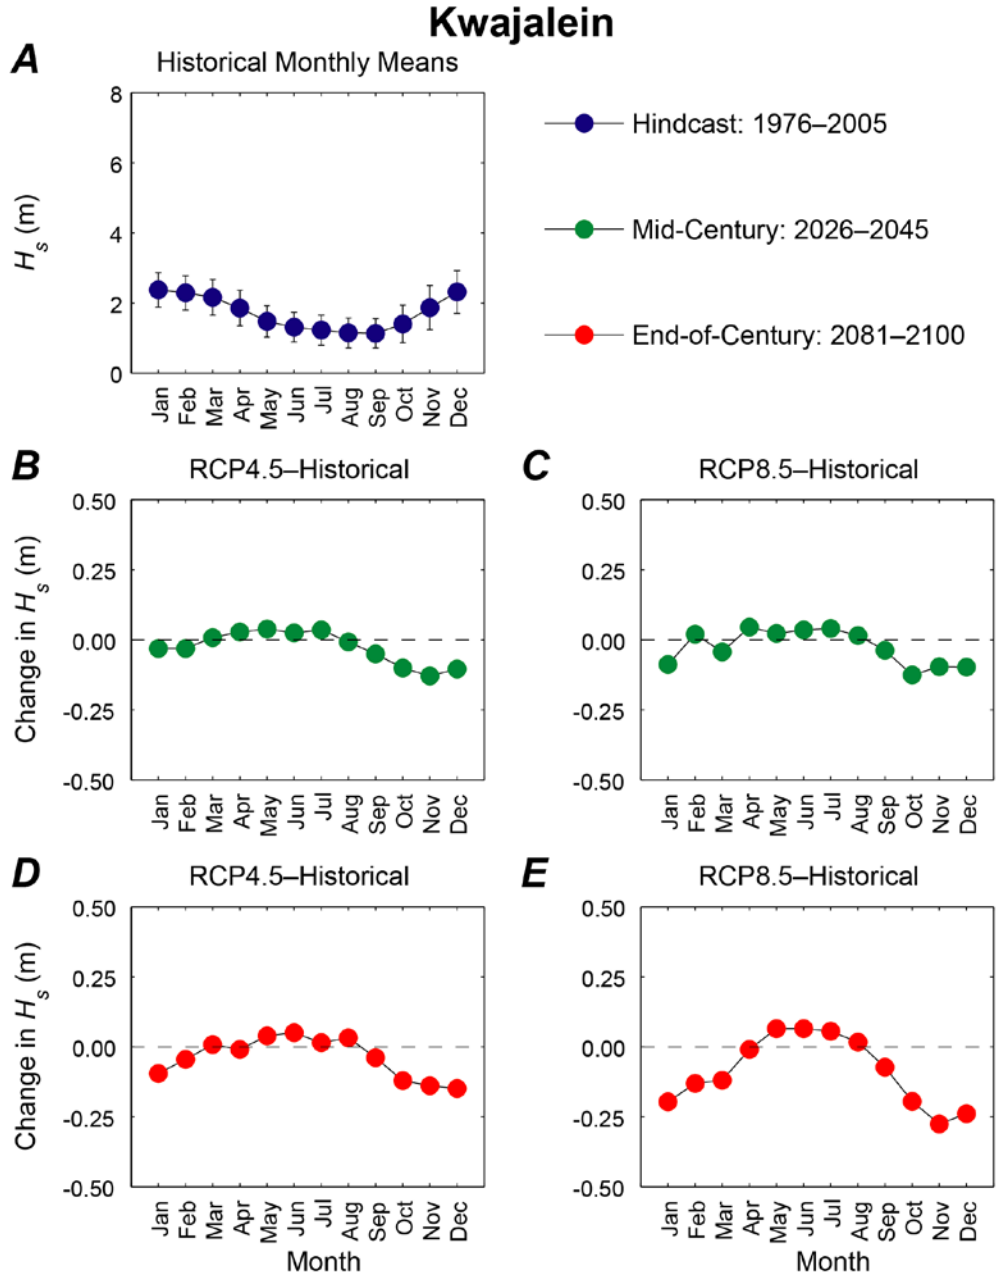 Kwajalein
A
Historical Monthly Means
8
6
4
2
0
H_s (m)
Jan Feb Mar Apr May Jun Jul Aug Sep Oct Nov Dec
Hindcast: 1976–2005
Mid-Century: 2026–2045
End-of-Century: 2081–2100
B
RCP4.5–Historical
0.50
0.25
0.00
-0.25
-0.50
Change in H_s (m)
Jan Feb Mar Apr May Jun Jul Aug Sep Oct Nov Dec
C
RCP8.5–Historical
0.50
0.25
0.00
-0.25
-0.50
Jan Feb Mar Apr May Jun Jul Aug Sep Oct Nov Dec
D
RCP4.5–Historical
0.50
0.25
0.00
-0.25
-0.50
Change in H_s (m)
Jan Feb Mar Apr May Jun Jul Aug Sep Oct Nov Dec
Month
E
RCP8.5–Historical
0.50
0.25
0.00
-0.25
-0.50
Jan Feb Mar Apr May Jun Jul Aug Sep Oct Nov Dec
Month